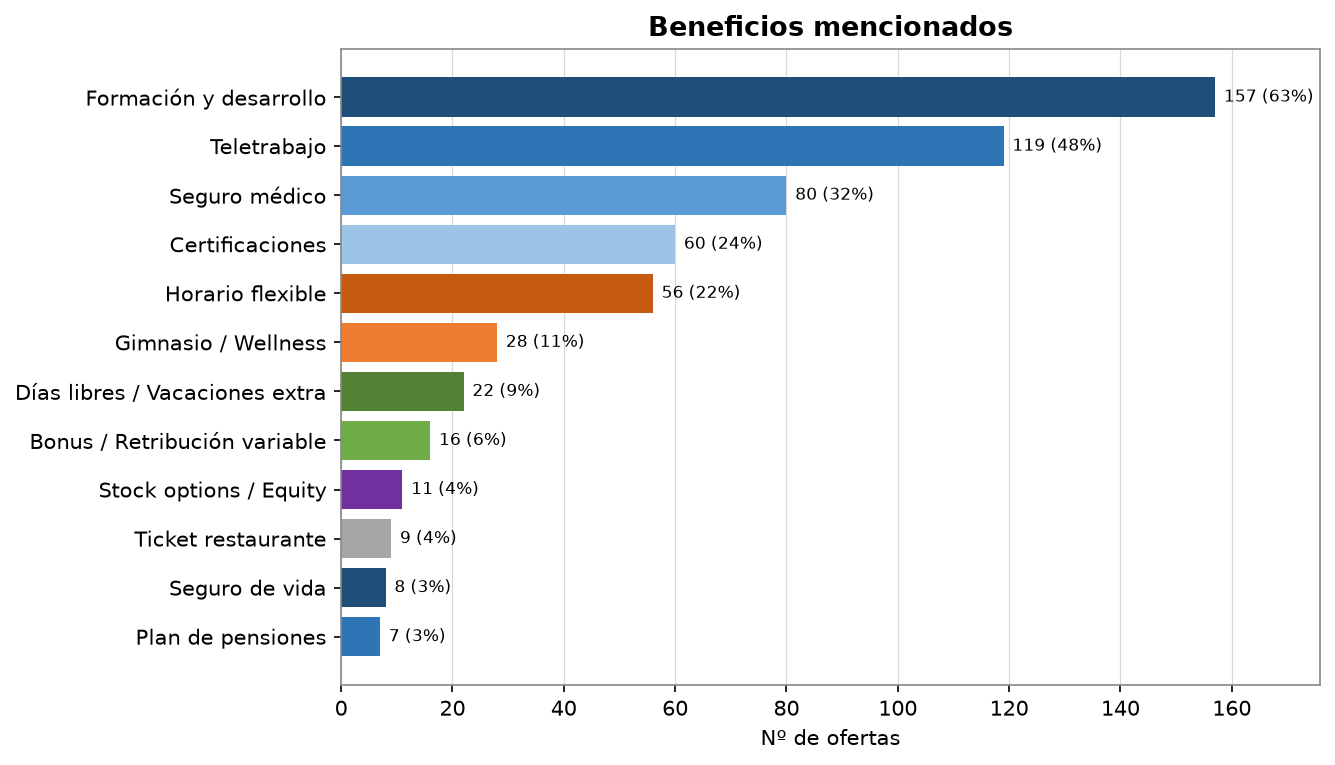 Beneficios mencionados
Formación y desarrollo 157 (63%)
Teletrabajo 119 (48%)
Seguro médico 80 (32%)
Certificaciones 60 (24%)
Horario flexible 56 (22%)
Gimnasio / Wellness 28 (11%)
Días libres / Vacaciones extra 22 (9%)
Bonus / Retribución variable 16 (6%)
Stock options / Equity 11 (4%)
Ticket restaurante 9 (4%)
Seguro de vida 8 (3%)
Plan de pensiones 7 (3%)
0 20 40 60 80 100 120 140 160
Nº de ofertas